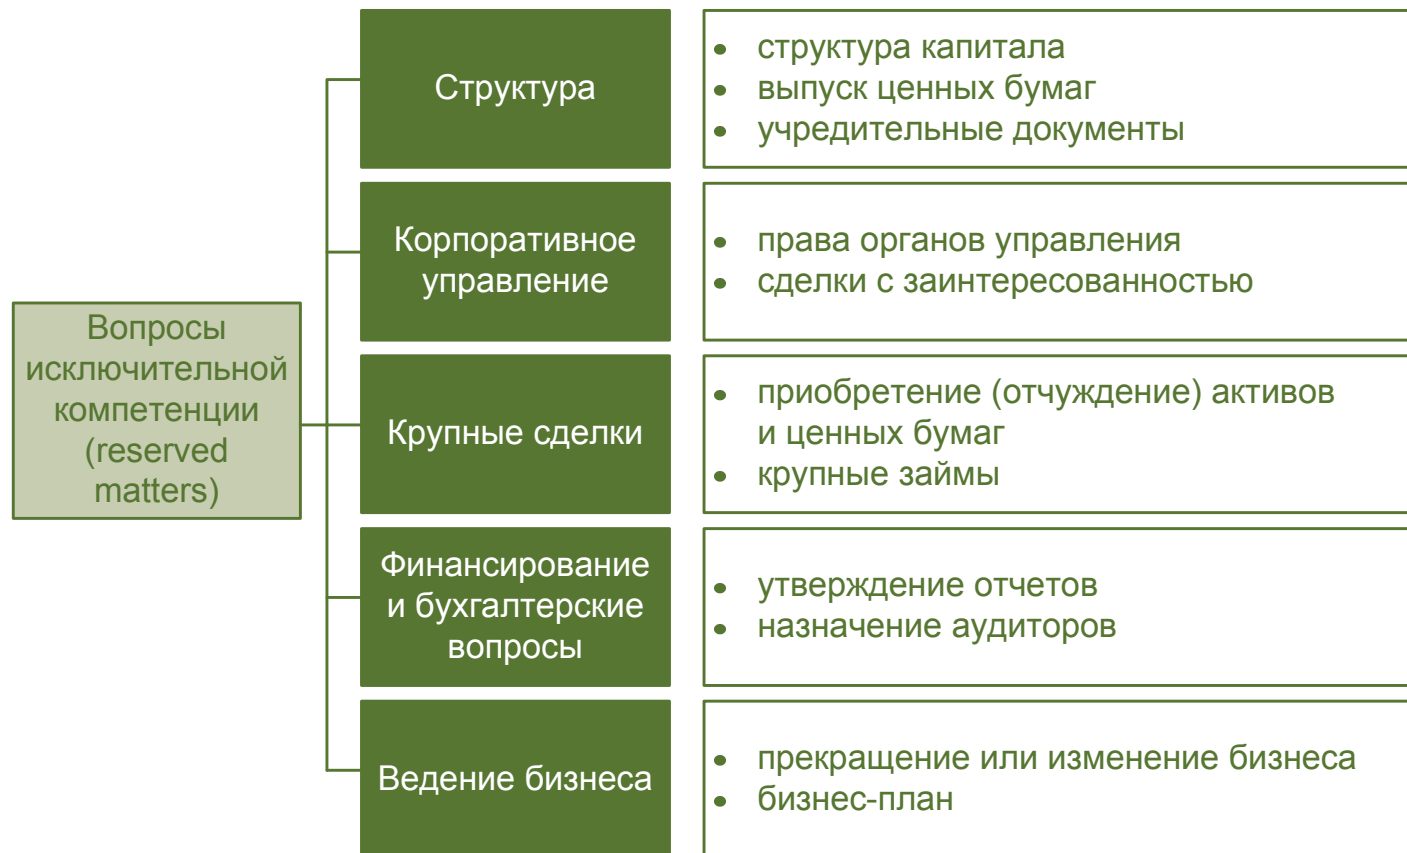 Вопросы
исключительной
компетенции
(reserved
matters)
Структура
• структура капитала
• выпуск ценных бумаг
• учредительные документы
Корпоративное
управление
• права органов управления
• сделки с заинтересованностью
Крупные сделки
• приобретение (отчуждение) активов
и ценных бумаг
• крупные займы
Финансирование
и бухгалтерские
вопросы
• утверждение отчетов
• назначение аудиторов
Ведение бизнеса
• прекращение или изменение бизнеса
• бизнес-план